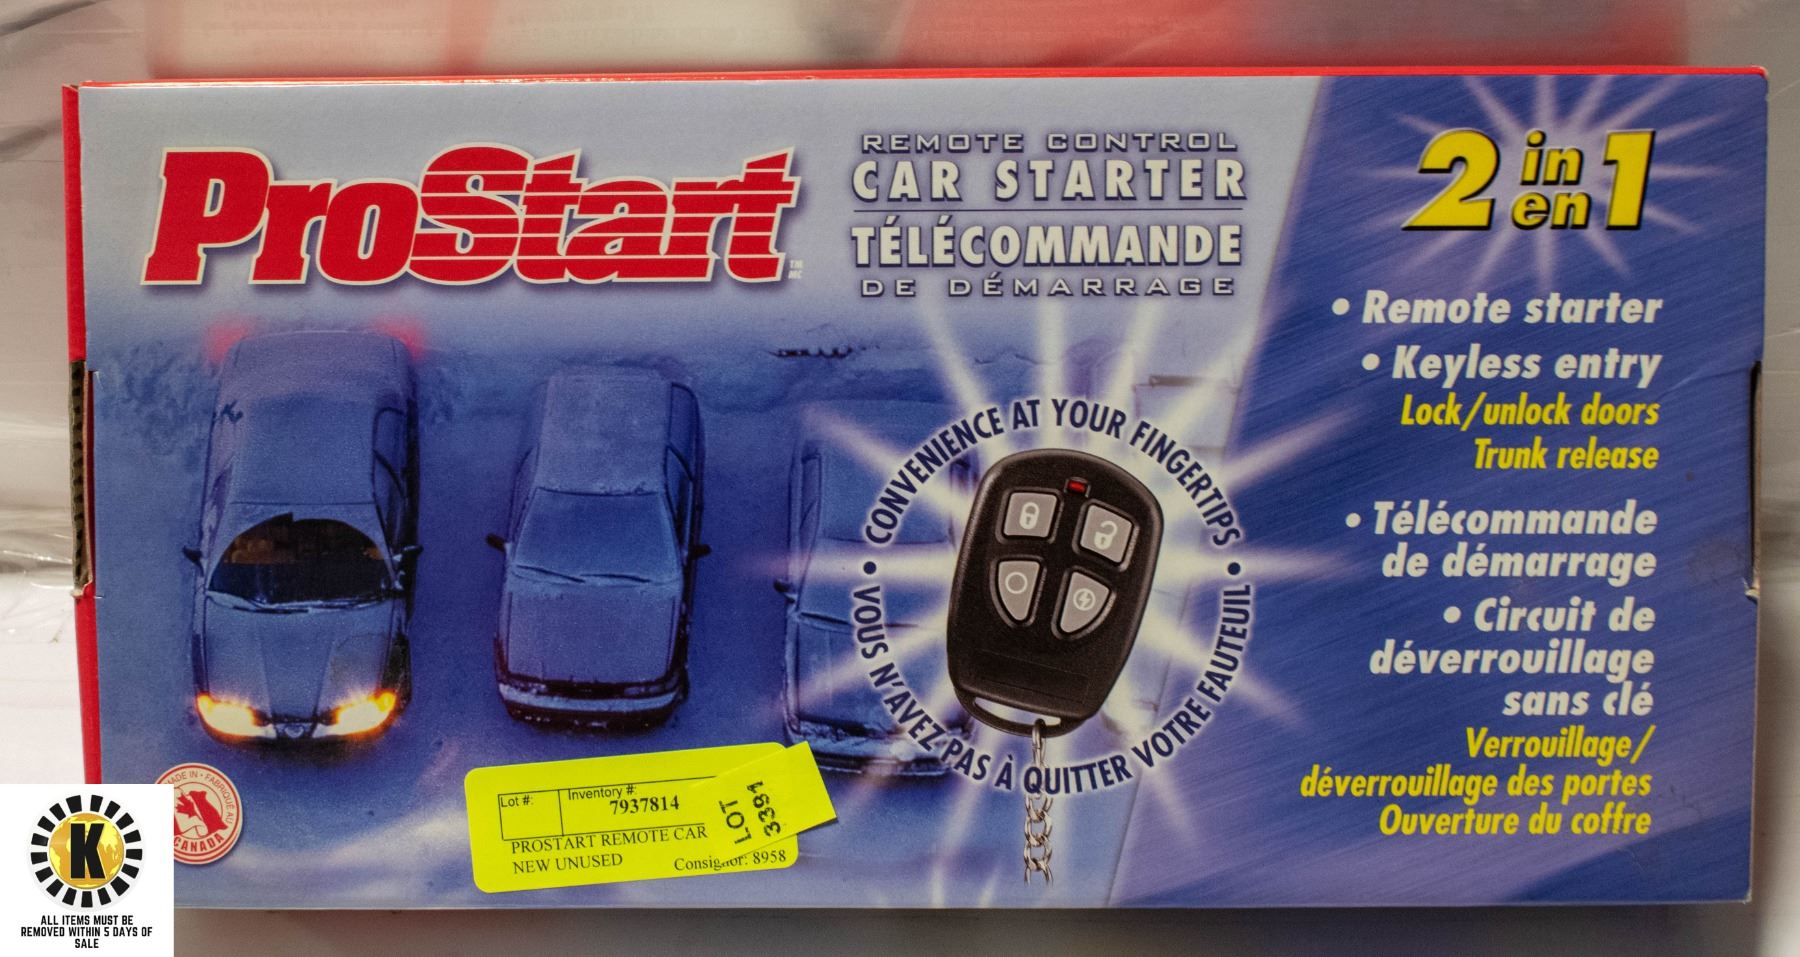 ProStart
TM
MC
REMOTE CONTROL
CAR STARTER
TÉLÉCOMMANDE
DE DÉMARRAGE
2 in en 1
• Remote starter
• Keyless entry
Lock/unlock doors
Trunk release
• Télécommande
de démarrage
• Circuit de
déverrouillage
sans clé
Verrouillage/
déverrouillage des portes
Ouverture du coffre
• CONVENIENCE AT YOUR FINGERTIPS •
VOUS N'AVEZ PAS À QUITTER VOTRE FAUTEUIL
MADE IN • FABRIQUÉ AU
CANADA
Lot #:
Inventory #:
7937814
PROSTART REMOTE CAR
NEW UNUSED
Consignor: 8958
LOT
3391
K
ALL ITEMS MUST BE
REMOVED WITHIN 5 DAYS OF
SALE